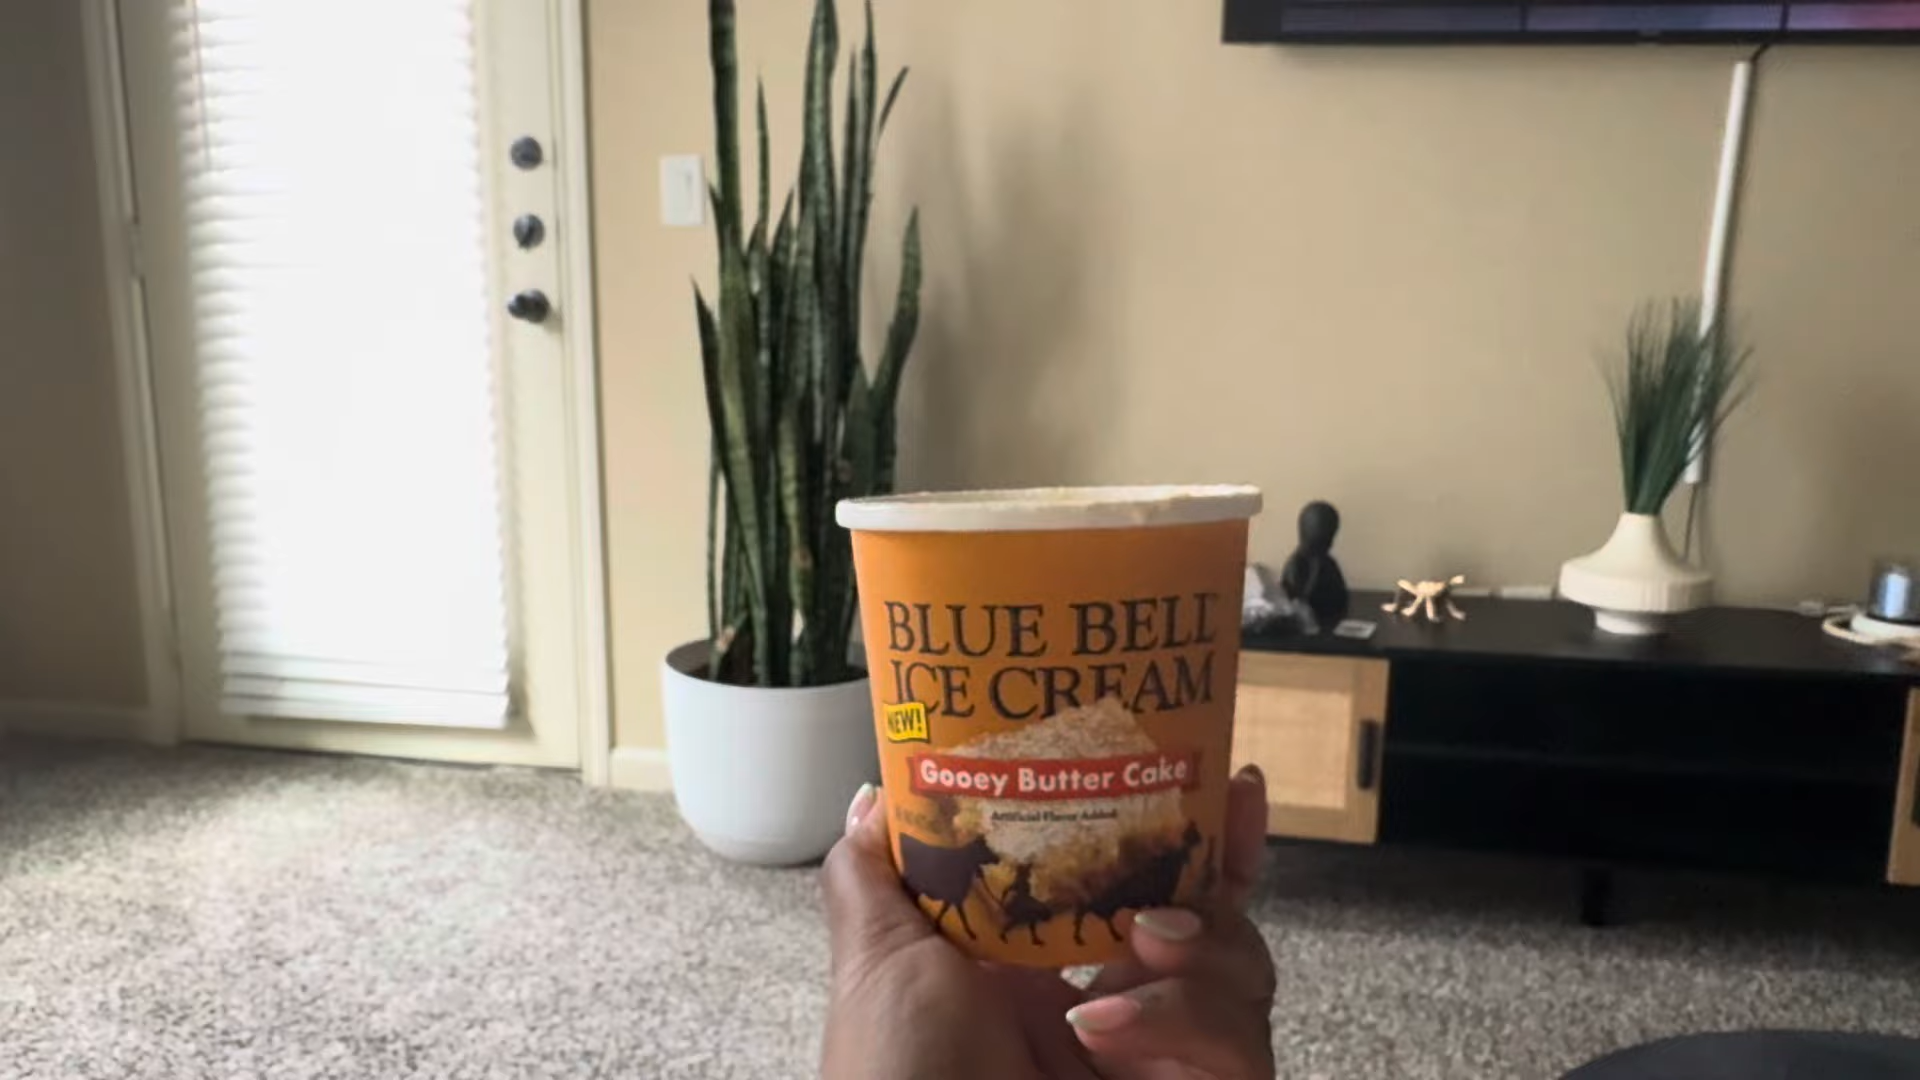 BLUE BELL
ICE CREAM
NEW!
Gooey Butter Cake
Artificial Flavor Added